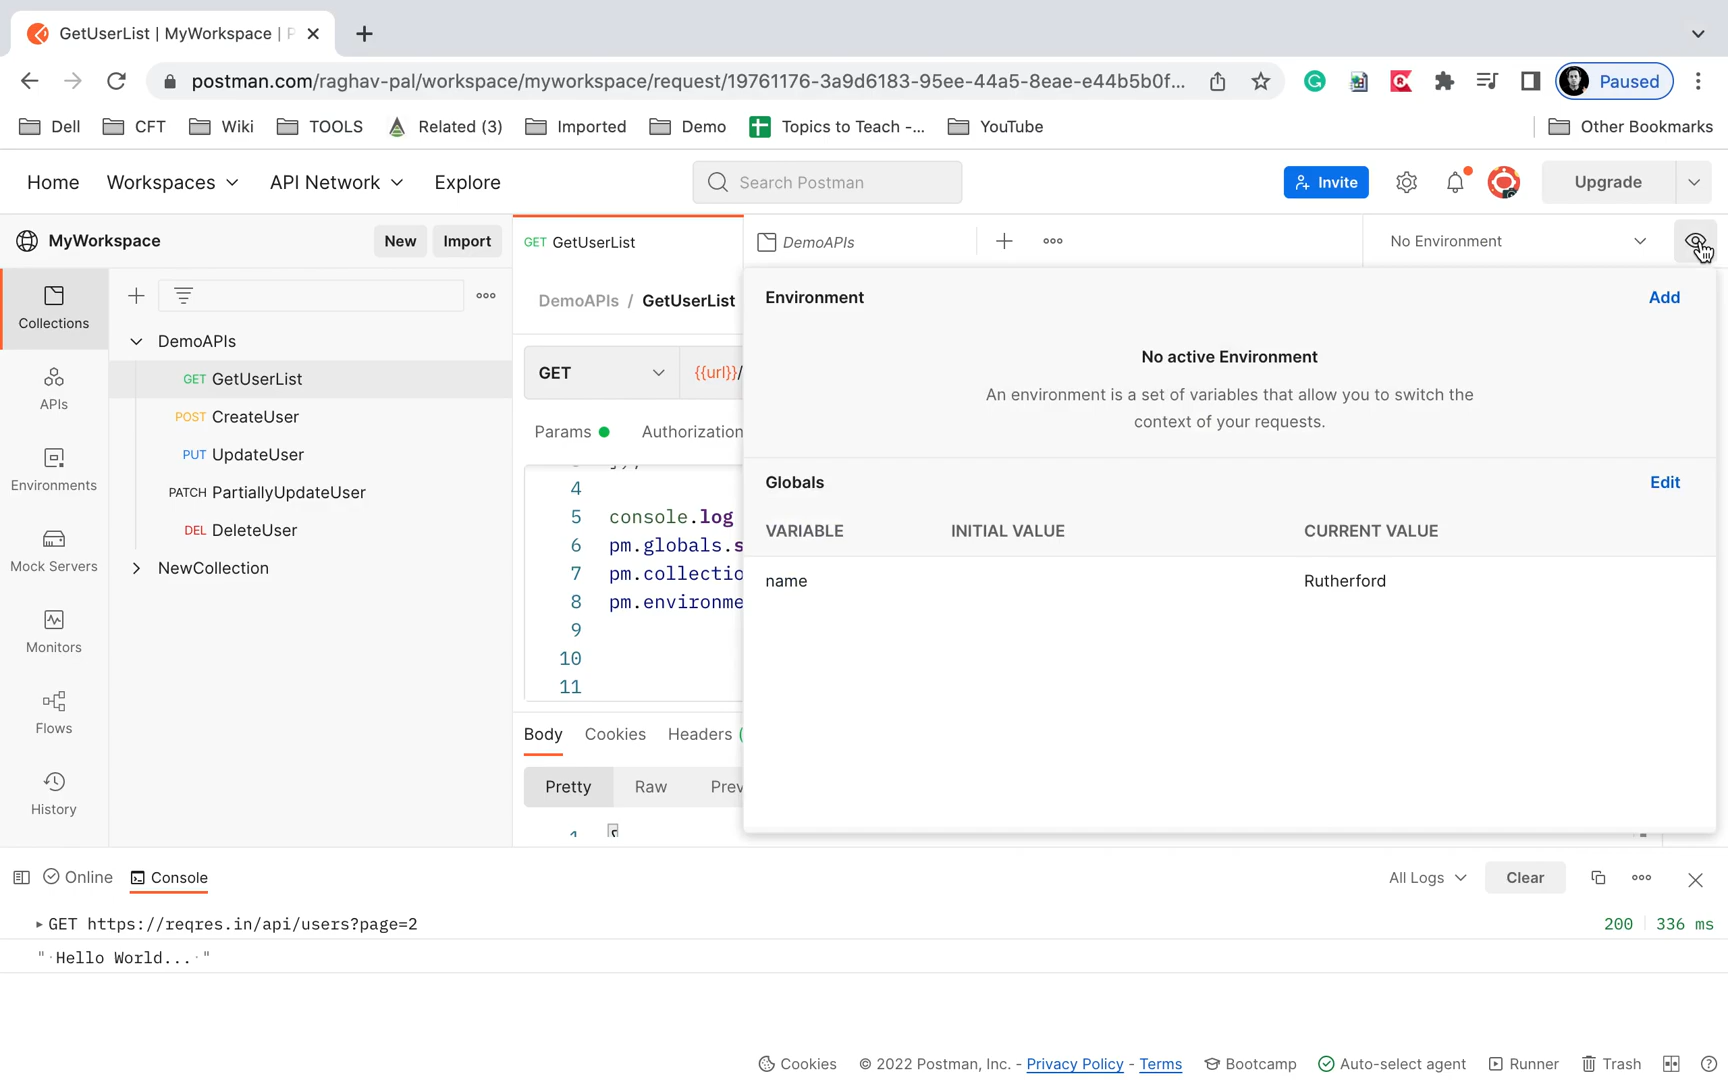 GetUserList | MyWorkspace | P
postman.com/raghav-pal/workspace/myworkspace/request/19761176-3a9d6183-95ee-44a5-8eae-e44b5b0f...
Paused
Dell CFT Wiki TOOLS Related (3) Imported Demo Topics to Teach -... YouTube Other Bookmarks
Home Workspaces API Network Explore Search Postman Invite Upgrade
MyWorkspace New Import GET GetUserList DemoAPIs No Environment
Collections
APIs
Environments
Mock Servers
Monitors
Flows
History
DemoAPIs
GET GetUserList
POST CreateUser
PUT UpdateUser
PATCH PartiallyUpdateUser
DEL DeleteUser
NewCollection
DemoAPIs / GetUserList
GET {{url}}/
Params Authorization
4
5 console.log
6 pm.globals.s
7 pm.collectio
8 pm.environme
9
10
11
Body Cookies Headers (
Pretty Raw Prev
1 {
Environment Add
No active Environment
An environment is a set of variables that allow you to switch the
context of your requests.
Globals Edit
VARIABLE INITIAL VALUE CURRENT VALUE
name Rutherford
Online Console All Logs Clear
GET https://reqres.in/api/users?page=2 200 336 ms
"·Hello World...·"
Cookies © 2022 Postman, Inc. - Privacy Policy - Terms Bootcamp Auto-select agent Runner Trash